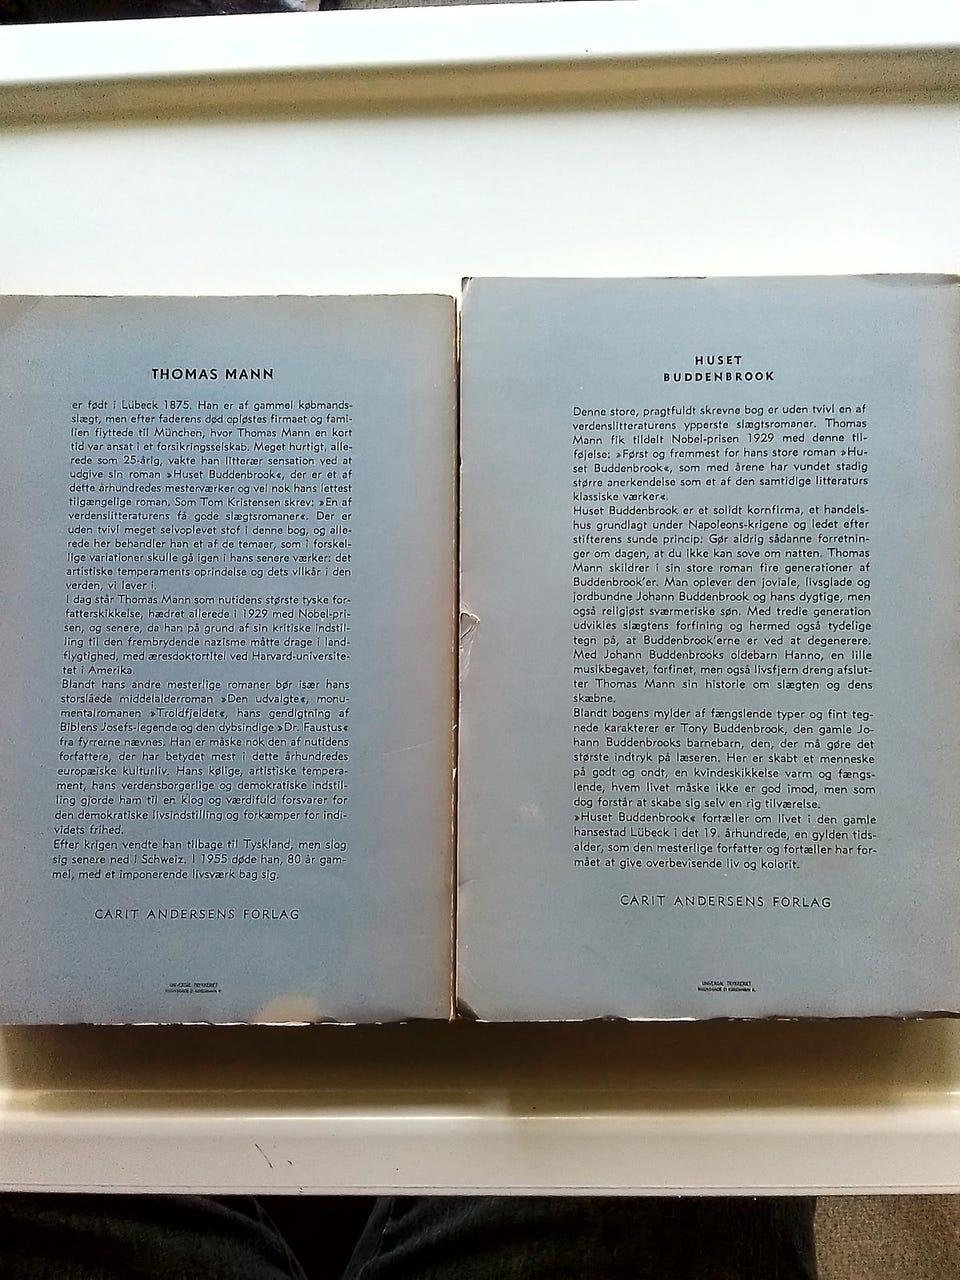 THOMAS MANN
er født i Lübeck 1875. Han er af gammel købmands-
slægt, men efter faderens død opløstes firmaet og fami-
lien flyttede til München, hvor Thomas Mann en kort
tid var ansat i et forsikringsselskab. Meget hurtigt, alle-
rede som 25-årig, vakte han litterær sensation ved at
udgive sin roman »Huset Buddenbrook«, der er et af
dette århundredes mesterværker og vel nok hans lettest
tilgængelige roman. Som Tom Kristensen skrev: »En af
verdenslitteraturens få gode slægtsromaner«. Der er
uden tvivl meget selvoplevet stof i denne bog, og alle-
rede her behandler han et af de temaer, som i forskel-
lige variationer skulle gå igen i hans senere værker: det
artistiske temperaments oprindelse og dets vilkår i den
verden, vi lever i.
I dag står Thomas Mann som nutidens største tyske for-
fatterskikkelse, hædret allerede i 1929 med Nobel-pri-
sen, og senere, da han på grund af sin kritiske indstil-
ling til den frembrydende nazisme måtte drage i land-
flygtighed, med æresdoktortitel ved Harvard-universite-
tet i Amerika.
Blandt hans andre mesterlige romaner bør især hans
storslåede middelalderroman »Den udvalgte«, monu-
mentalromanen »Troldfjeldet«, hans gendigtning af
Biblens Josefs-legende og den dybsindige »Dr. Faustus«
fra fyrrerne nævnes. Han er måske nok den af nutidens
forfattere, der har betydet mest i dette århundredes
europæiske kulturliv. Hans kølige, artistiske tempera-
ment, hans verdensborgerlige og demokratiske indstil-
ling gjorde ham til en klog og værdifuld forsvarer for
den demokratiske livsindstilling og forkæmper for indi-
videts frihed.
Efter krigen vendte han tilbage til Tyskland, men slog
sig senere ned i Schweiz. I 1955 døde han, 80 år gam-
mel, med et imponerende livsværk bag sig.
CARIT ANDERSENS FORLAG
UNIVERSAL TRYKKERIET
HUSET
BUDDENBROOK
Denne store, pragtfuldt skrevne bog er uden tvivl en af
verdenslitteraturens ypperste slægtsromaner. Thomas
Mann fik tildelt Nobel-prisen 1929 med denne til-
føjelse: »Først og fremmest for hans store roman »Hu-
set Buddenbrook«, som med årene har vundet stadig
større anerkendelse som et af den samtidige litteraturs
klassiske værker«.
Huset Buddenbrook er et solidt kornfirma, et handels-
hus grundlagt under Napoleons-krigene og ledet efter
stifterens sunde princip: Gør aldrig sådanne forretnin-
ger om dagen, at du ikke kan sove om natten. Thomas
Mann skildrer i sin store roman fire generationer af
Buddenbrook'er. Man oplever den joviale, livsglade og
jordbundne Johann Buddenbrook og hans dygtige, men
også religiøst sværmeriske søn. Med tredie generation
udvikles slægtens forfining og hermed også tydelige
tegn på, at Buddenbrook'erne er ved at degenerere.
Med Johann Buddenbrooks oldebarn Hanno, en lille
musikbegavet, forfinet, men også livsfjern dreng afslut-
ter Thomas Mann sin historie om slægten og dens
skæbne.
Blandt bogens mylder af fængslende typer og fint teg-
nede karakterer er Tony Buddenbrook, den gamle Jo-
hann Buddenbrooks barnebarn, den, der må gøre det
største indtryk på læseren. Her er skabt et menneske
på godt og ondt, en kvindeskikkelse varm og fængs-
lende, hvem livet måske ikke er god imod, men som
dog forstår at skabe sig selv en rig tilværelse.
»Huset Buddenbrook« fortæller om livet i den gamle
hansestad Lübeck i det 19. århundrede, en gylden tids-
alder, som den mesterlige forfatter og fortæller har for-
mået at give overbevisende liv og kolorit.
CARIT ANDERSENS FORLAG
UNIVERSAL TRYKKERIET